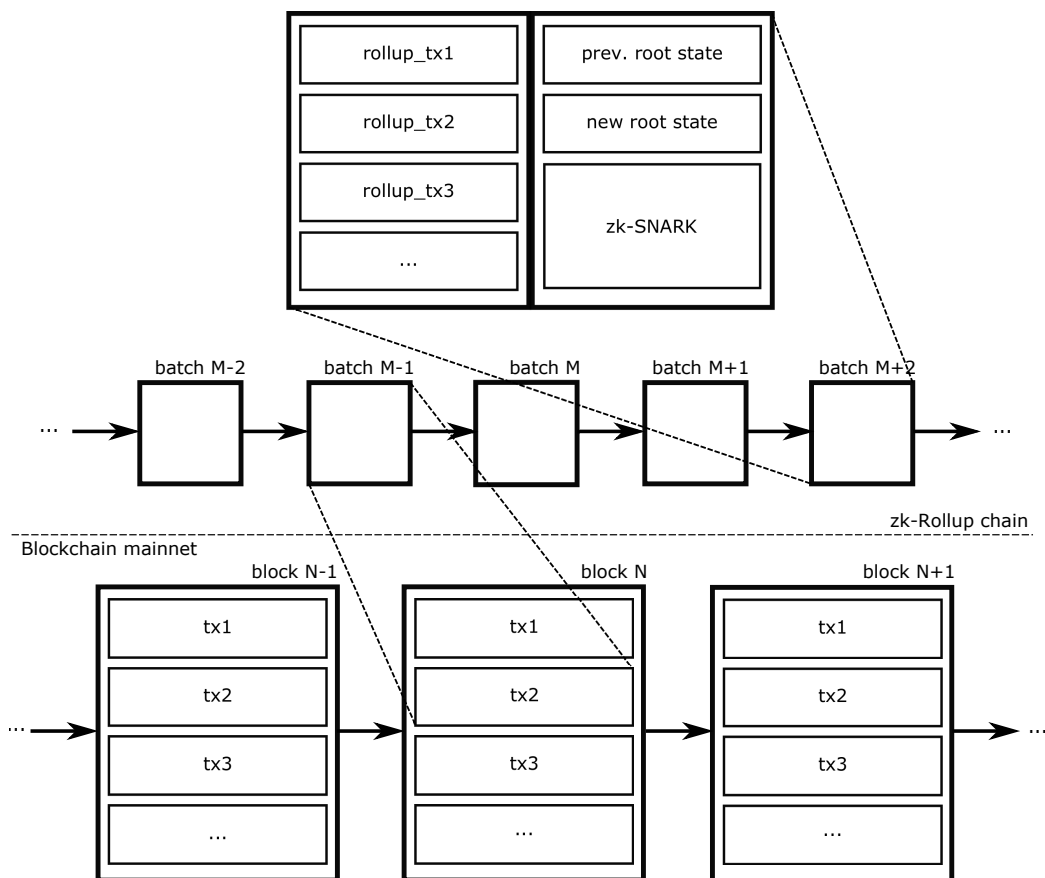 rollup_tx1
rollup_tx2
rollup_tx3
...
prev. root state
new root state
zk-SNARK
batch M-2
batch M-1
batch M
batch M+1
batch M+2
...
...
zk-Rollup chain
Blockchain mainnet
block N-1
block N
block N+1
...
tx1
tx2
tx3
...
tx1
tx2
tx3
...
tx1
tx2
tx3
...
...